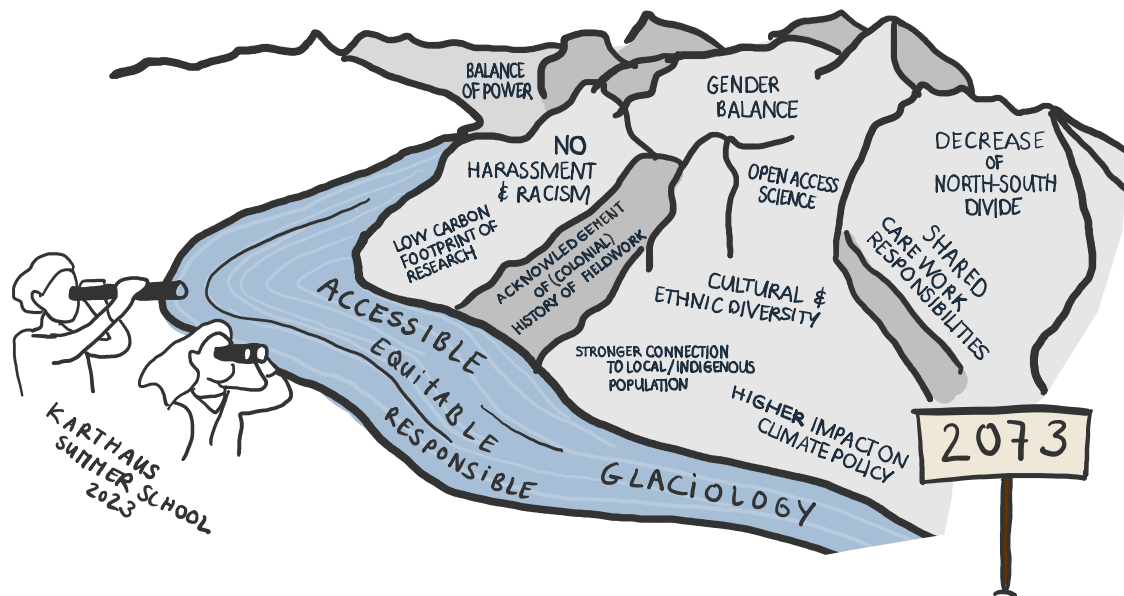 BALANCE
OF POWER
GENDER
BALANCE
DECREASE
OF
NORTH-SOUTH
DIVIDE
NO
HARASSMENT
& RACISM
OPEN ACCESS
SCIENCE
LOW CARBON
FOOTPRINT OF
RESEARCH
ACKNOWLEDGEMENT
OF (COLONIAL)
HISTORY OF FIELDWORK
SHARED
CARE WORK
RESPONSIBILITIES
CULTURAL &
ETHNIC DIVERSITY
STRONGER CONNECTION
TO LOCAL/INDIGENOUS
POPULATION
HIGHER IMPACT ON
CLIMATE POLICY
ACCESSIBLE
EQUITABLE
RESPONSIBLE
GLACIOLOGY
2073
KARTHAUS
SUMMER SCHOOL
2023